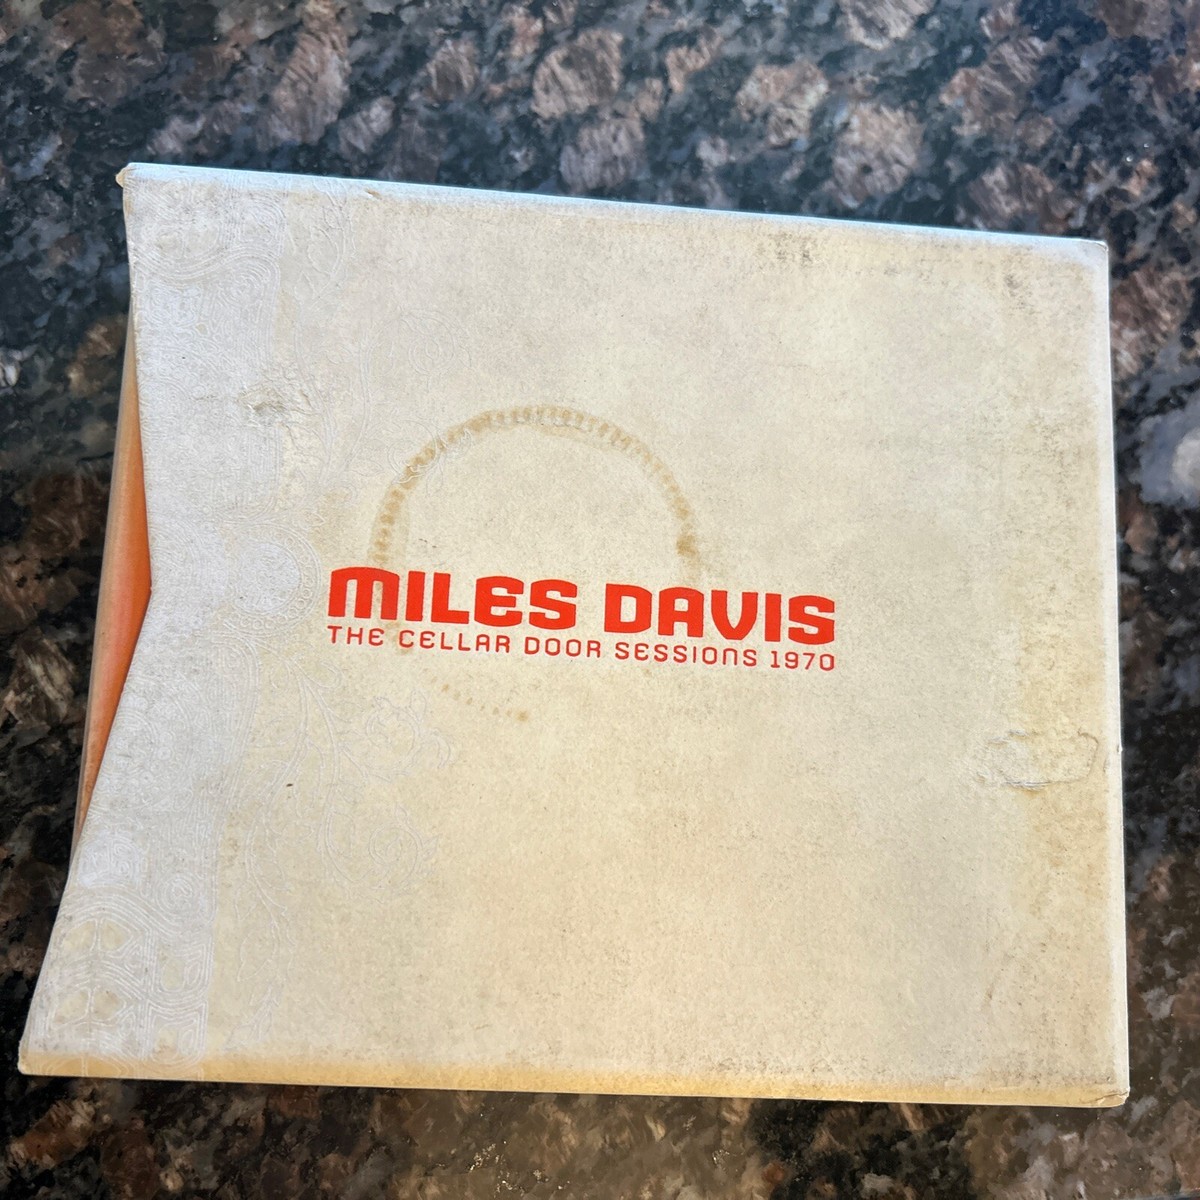 MILES DAVIS
THE CELLAR DOOR SESSIONS 1970